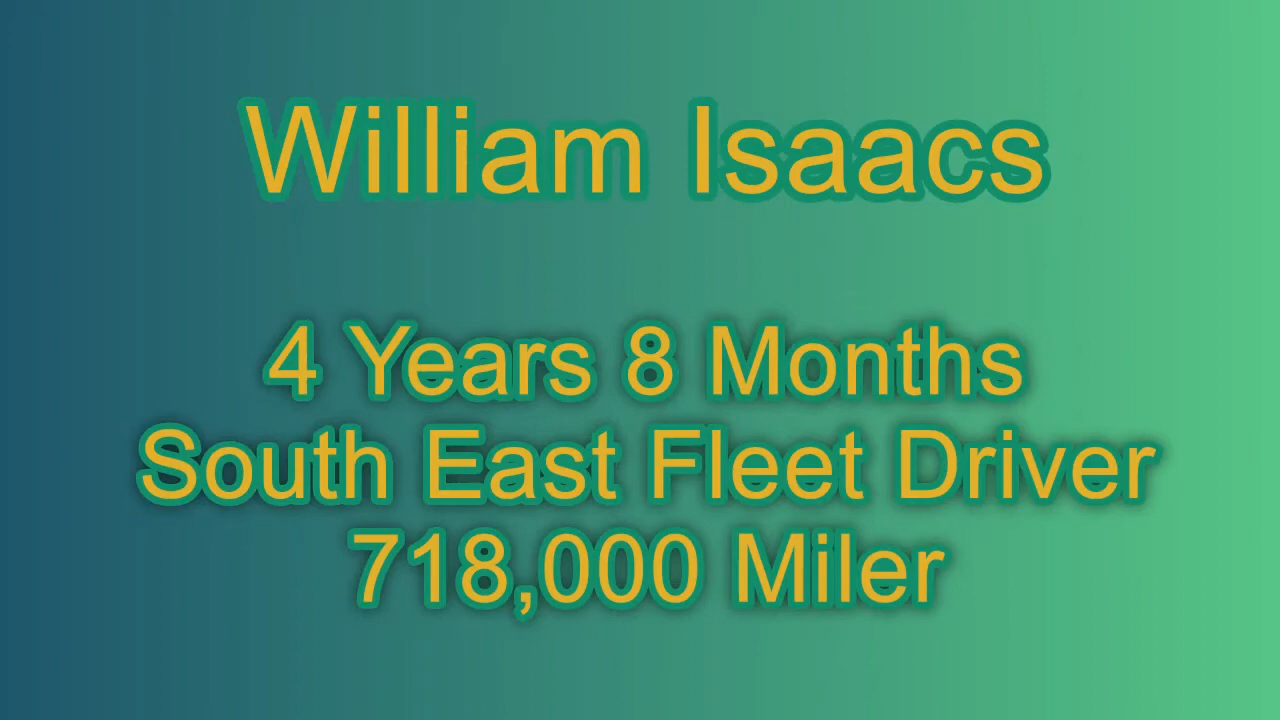 William Isaacs
4 Years 8 Months
South East Fleet Driver
718,000 Miler